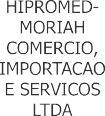 HIPROMED-
MORIAH
COMERCIO,
IMPORTACAO
E SERVICOS
LTDA